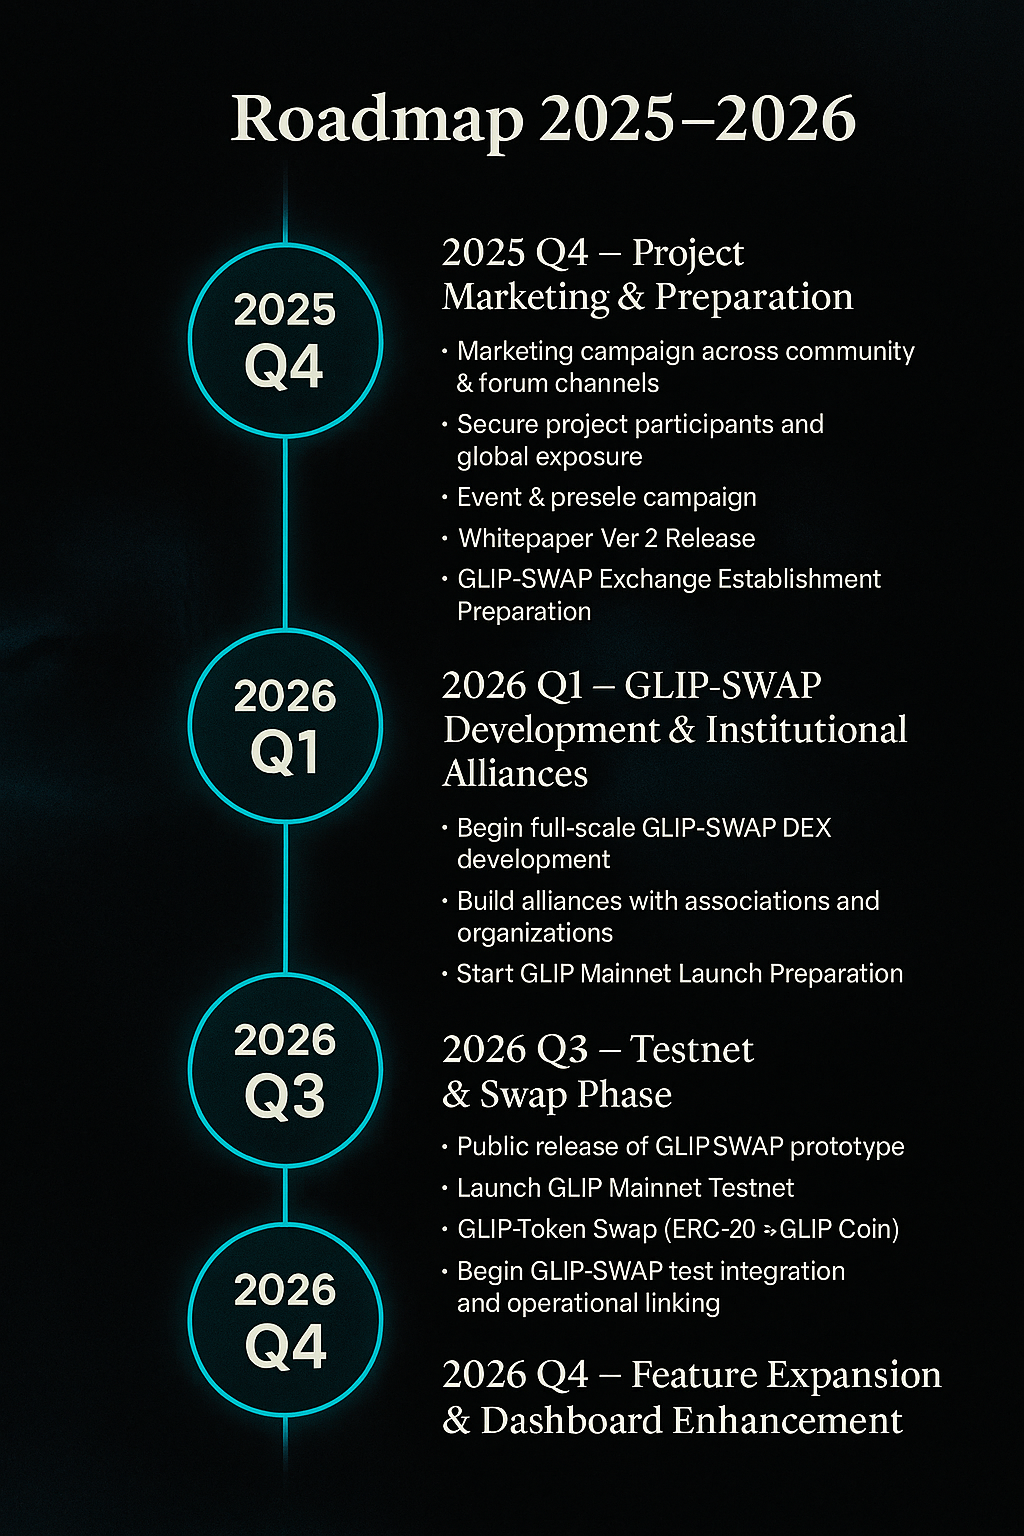 Roadmap 2025–2026
2025
Q4
2025 Q4 – Project
Marketing & Preparation
• Marketing campaign across community
& forum channels
• Secure project participants and
global exposure
• Event & presele campaign
• Whitepaper Ver 2 Release
• GLIP-SWAP Exchange Establishment
Preparation
2026
Q1
2026 Q1 – GLIP-SWAP
Development & Institutional
Alliances
• Begin full-scale GLIP-SWAP DEX
development
• Build alliances with associations and
organizations
• Start GLIP Mainnet Launch Preparation
2026
Q3
2026 Q3 – Testnet
& Swap Phase
• Public release of GLIPSWAP prototype
• Launch GLIP Mainnet Testnet
• GLIP-Token Swap (ERC-20 → GLIP Coin)
• Begin GLIP-SWAP test integration
and operational linking
2026
Q4
2026 Q4 – Feature Expansion
& Dashboard Enhancement